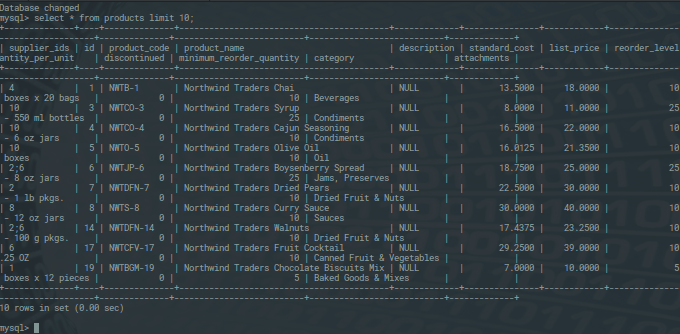 Database changed
mysql> select * from products limit 10;
+--------------+----+--------------+-----------------------------------+-------------+---------------+------------+---------------
| supplier_ids | id | product_code | product_name | description | standard_cost | list_price | reorder_level
antity_per_unit | discontinued | minimum_reorder_quantity | category | attachments |
+--------------+----+--------------+-----------------------------------+-------------+---------------+------------+---------------
| 4 | 1 | NWTB-1 | Northwind Traders Chai | NULL | 13.5000 | 18.0000 | 10
boxes x 20 bags | 0 | 10 | Beverages | |
| 10 | 3 | NWTCO-3 | Northwind Traders Syrup | NULL | 8.0000 | 11.0000 | 25
- 550 ml bottles | 0 | 25 | Condiments | |
| 10 | 4 | NWTCO-4 | Northwind Traders Cajun Seasoning | NULL | 16.5000 | 22.0000 | 10
- 6 oz jars | 0 | 10 | Condiments | |
| 10 | 5 | NWTO-5 | Northwind Traders Olive Oil | NULL | 16.0125 | 21.3500 | 10
boxes | 0 | 10 | Oil | |
| 2;6 | 6 | NWTJP-6 | Northwind Traders Boysenberry Spread | NULL | 18.7500 | 25.0000 | 25
- 8 oz jars | 0 | 25 | Jams, Preserves | |
| 2 | 7 | NWTDFN-7 | Northwind Traders Dried Pears | NULL | 22.5000 | 30.0000 | 10
- 1 lb pkgs. | 0 | 10 | Dried Fruit & Nuts | |
| 8 | 8 | NWTS-8 | Northwind Traders Curry Sauce | NULL | 30.0000 | 40.0000 | 10
- 12 oz jars | 0 | 10 | Sauces | |
| 2;6 | 14 | NWTDFN-14 | Northwind Traders Walnuts | NULL | 17.4375 | 23.2500 | 10
- 100 g pkgs. | 0 | 10 | Dried Fruit & Nuts | |
| 6 | 17 | NWTCFV-17 | Northwind Traders Fruit Cocktail | NULL | 29.2500 | 39.0000 | 10
.25 OZ | 0 | 10 | Canned Fruit & Vegetables | |
| 1 | 19 | NWTBGM-19 | Northwind Traders Chocolate Biscuits Mix | NULL | 7.0000 | 10.0000 | 5
boxes x 12 pieces | 0 | 5 | Baked Goods & Mixes | |
+--------------+----+--------------+-----------------------------------+-------------+---------------+------------+---------------
10 rows in set (0.00 sec)
mysql>